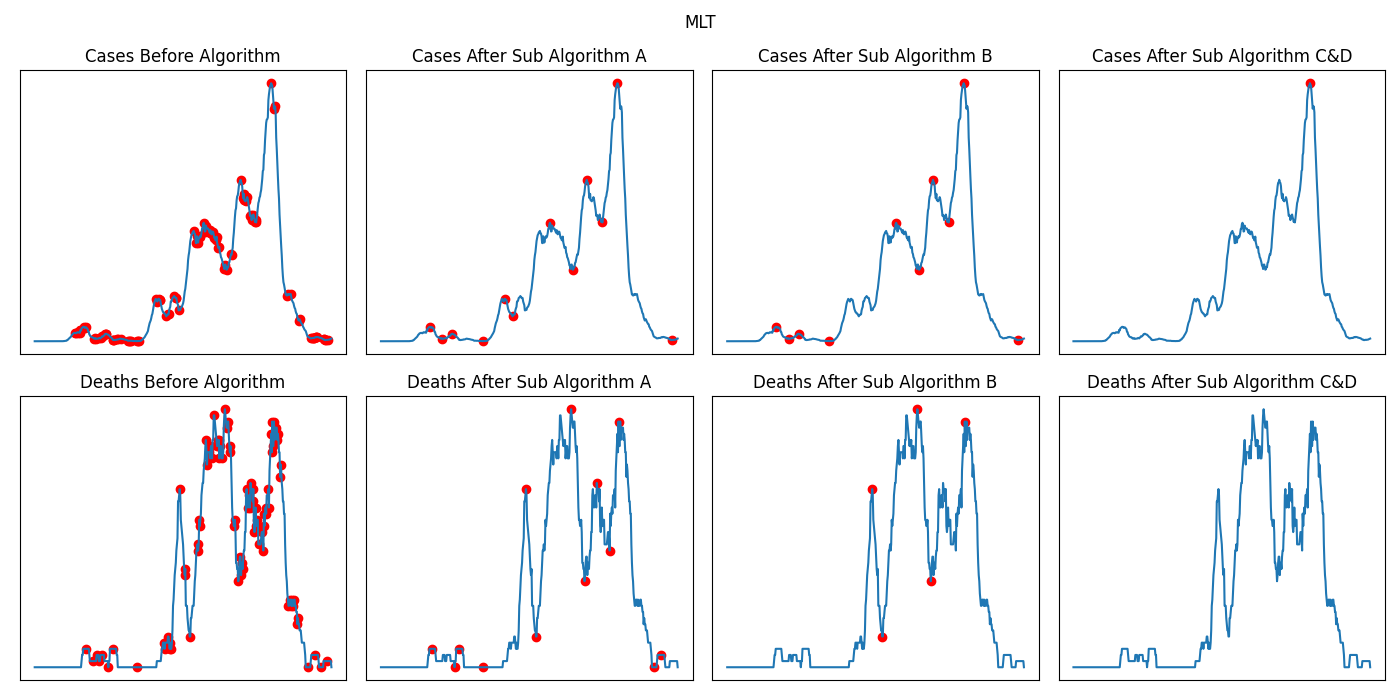 MLT
Cases Before Algorithm
Cases After Sub Algorithm A
Cases After Sub Algorithm B
Cases After Sub Algorithm C&D
Deaths Before Algorithm
Deaths After Sub Algorithm A
Deaths After Sub Algorithm B
Deaths After Sub Algorithm C&D